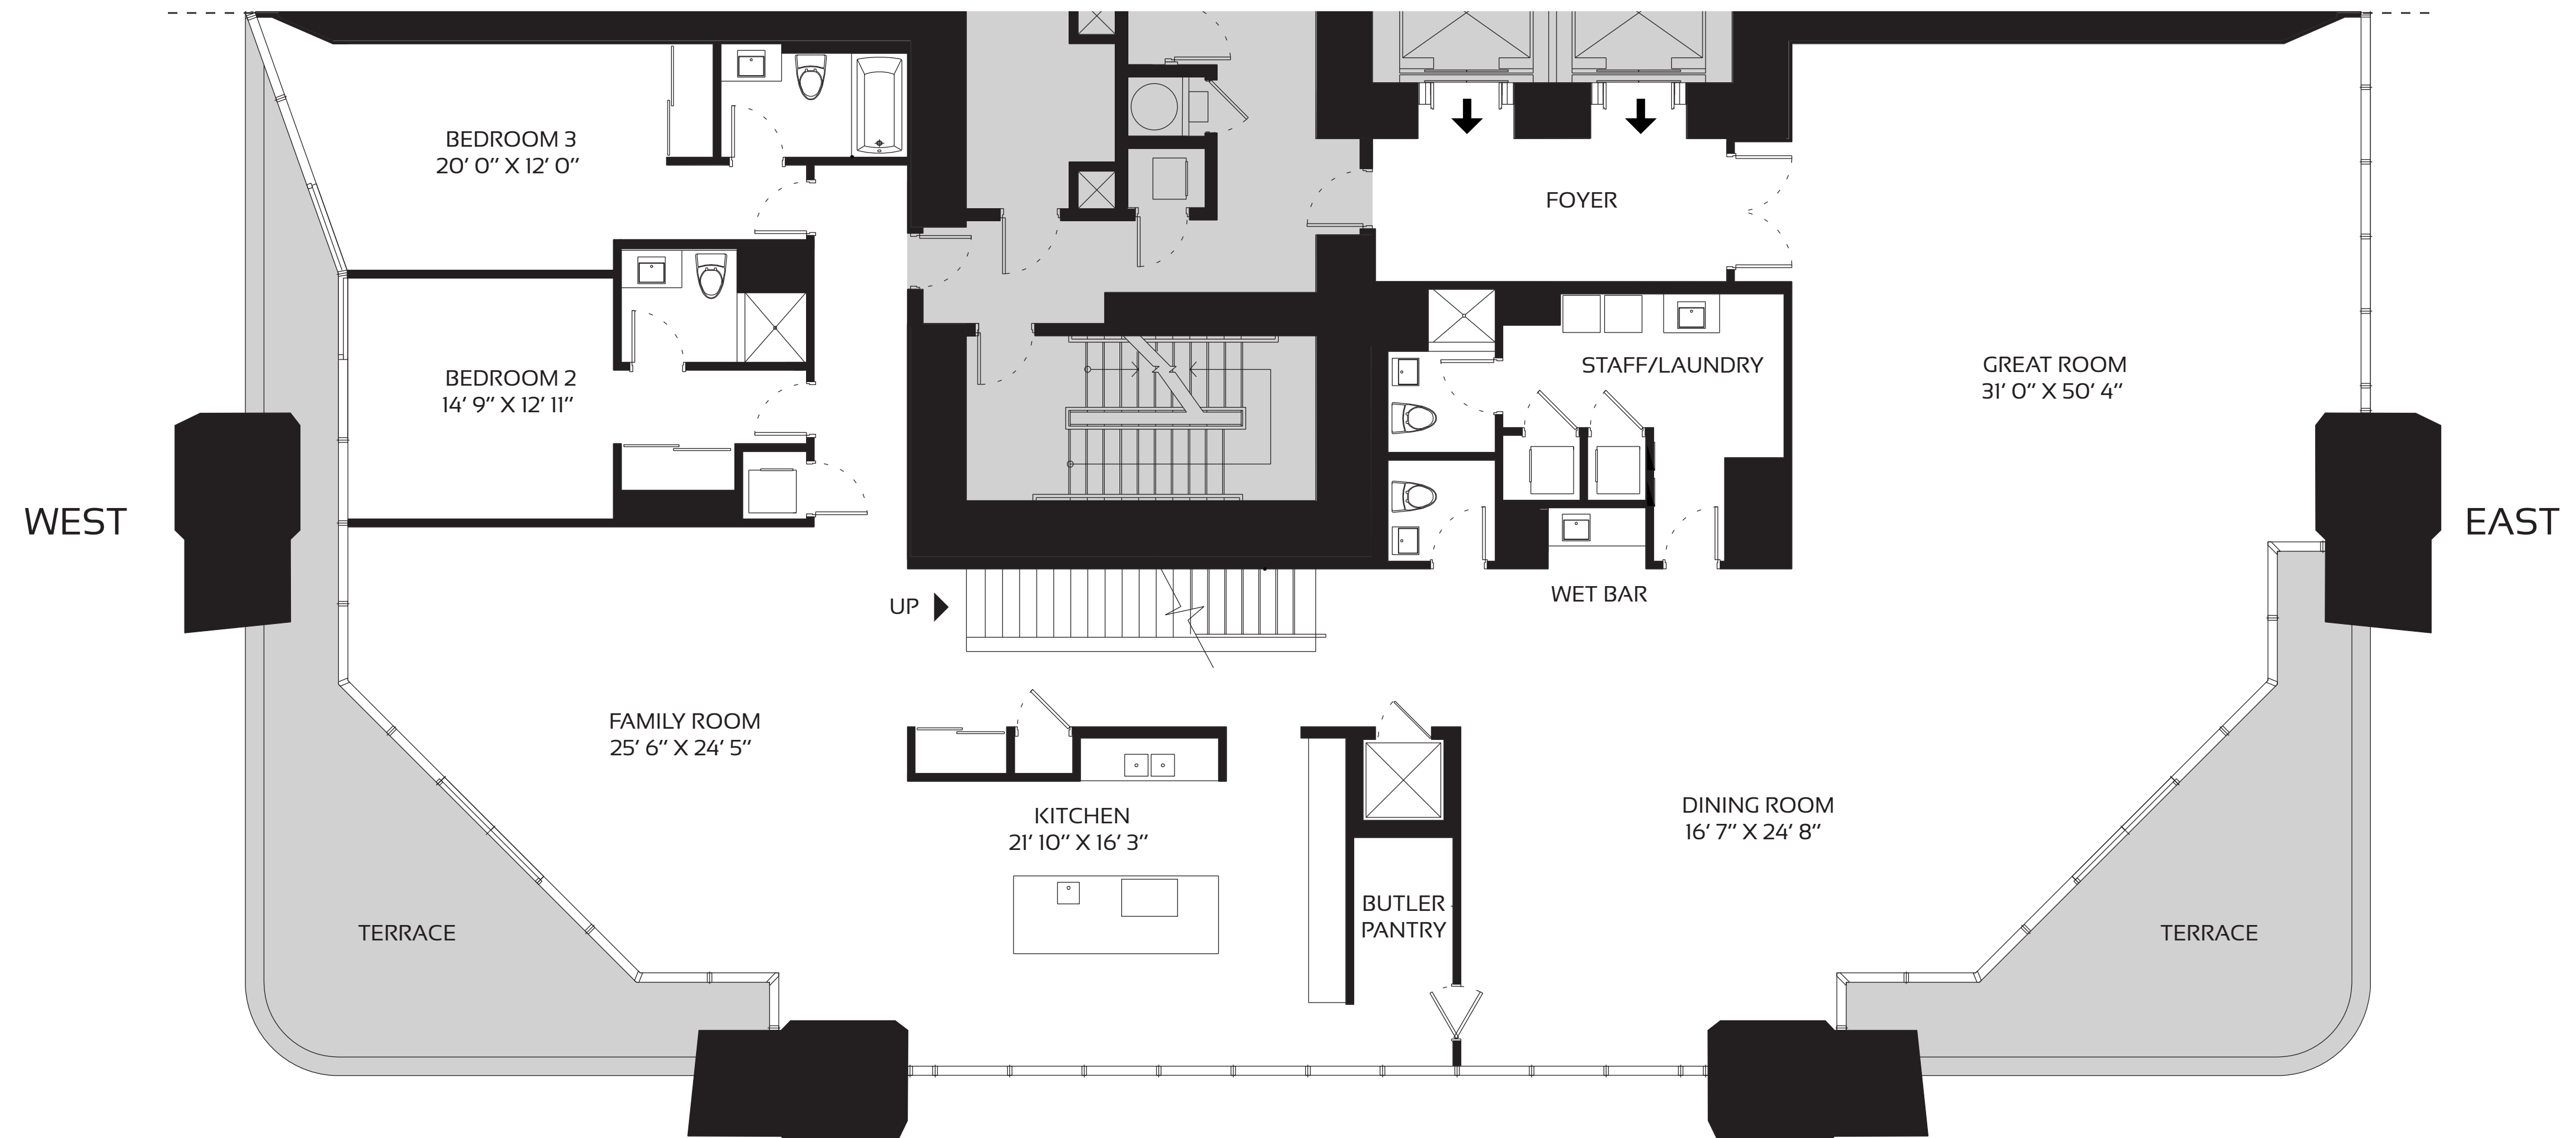 BEDROOM 3
20' 0" X 12' 0"
FOYER
BEDROOM 2
14' 9" X 12' 11"
STAFF/LAUNDRY
GREAT ROOM
31' 0" X 50' 4"
WEST
EAST
UP
WET BAR
FAMILY ROOM
25' 6" X 24' 5"
KITCHEN
21' 10" X 16' 3"
DINING ROOM
16' 7" X 24' 8"
BUTLER
PANTRY
TERRACE
TERRACE